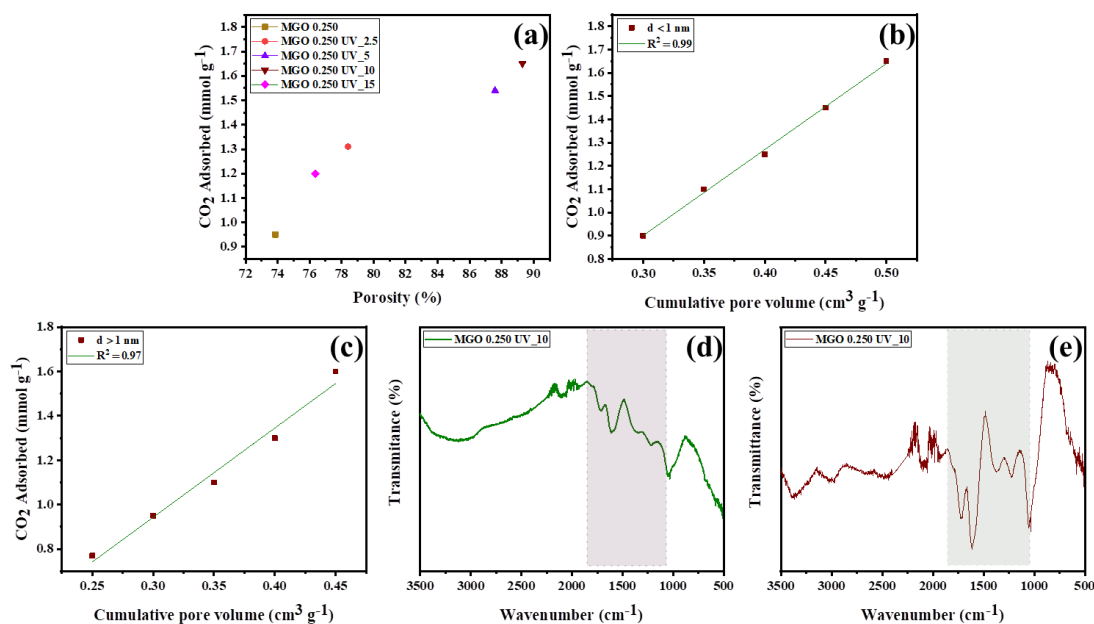 MGO 0.250
MGO 0.250 UV_2.5
MGO 0.250 UV_5
MGO 0.250 UV_10
MGO 0.250 UV_15
(a)
CO₂ Adsorbed (mmol g⁻¹)
1.8
1.7
1.6
1.5
1.4
1.3
1.2
1.1
1.0
0.9
72 74 76 78 80 82 84 86 88 90
Porosity (%)
d < 1 nm
R² = 0.99
(b)
CO₂ Adsorbed (mmol g⁻¹)
1.8
1.7
1.6
1.5
1.4
1.3
1.2
1.1
1.0
0.9
0.8
0.30 0.35 0.40 0.45 0.50
Cumulative pore volume (cm³ g⁻¹)
d > 1 nm
R² = 0.97
(c)
CO₂ Adsorbed (mmol g⁻¹)
1.8
1.6
1.4
1.2
1.0
0.8
0.25 0.30 0.35 0.40 0.45
Cumulative pore volume (cm³ g⁻¹)
MGO 0.250 UV_10
(d)
Transmitance (%)
3500 3000 2500 2000 1500 1000 500
Wavenumber (cm⁻¹)
MGO 0.250 UV_10
(e)
Transmitance (%)
3500 3000 2500 2000 1500 1000 500
Wavenumber (cm⁻¹)